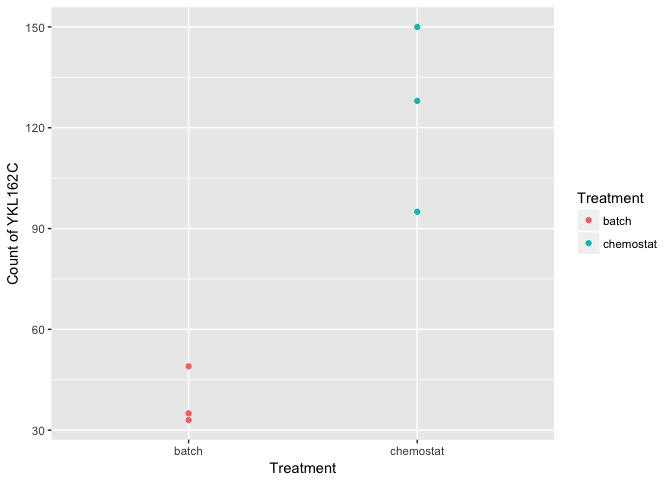 150
120
90
60
30
Count of YKL162C
batch
chemostat
Treatment
Treatment
batch
chemostat